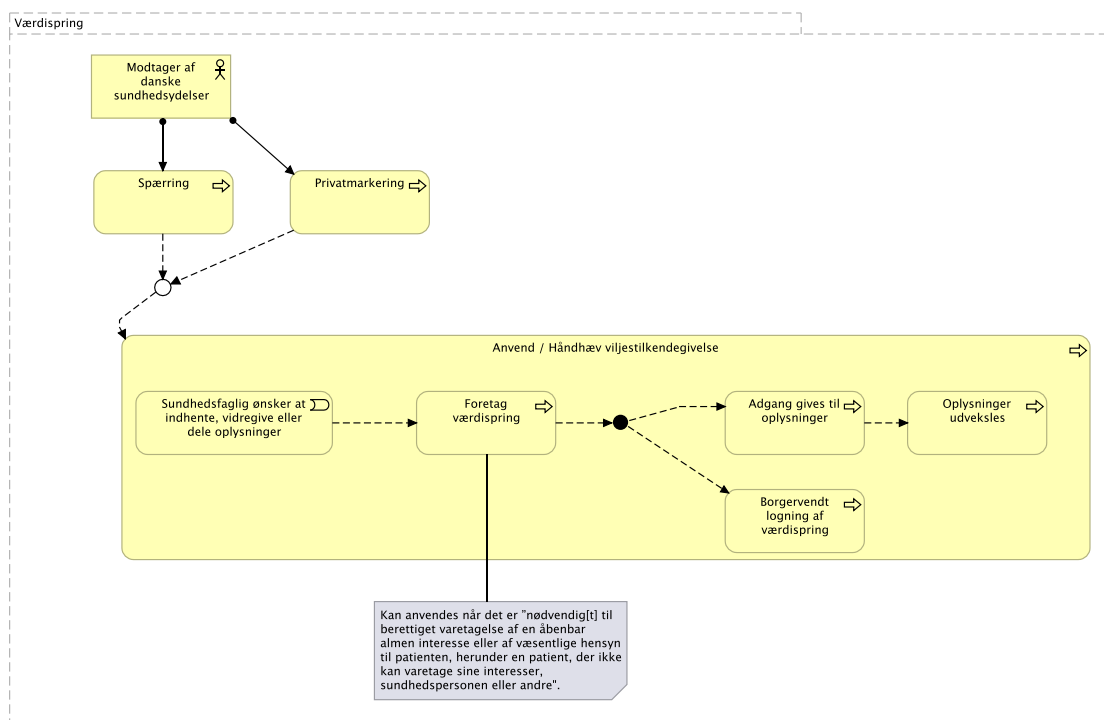 Værdispring
Modtager af
danske
sundhedsydelser
Spærring
Privatmarkering
Anvend / Håndhæv viljestilkendegivelse
Sundhedsfaglig ønsker at
indhente, vidregive eller
dele oplysninger
Foretag
værdispring
Adgang gives til
oplysninger
Oplysninger
udveksles
Borgervendt
logning af
værdispring
Kan anvendes når det er "nødvendig[t] til
berettiget varetagelse af en åbenbar
almen interesse eller af væsentlige hensyn
til patienten, herunder en patient, der ikke
kan varetage sine interesser,
sundhedspersonen eller andre".